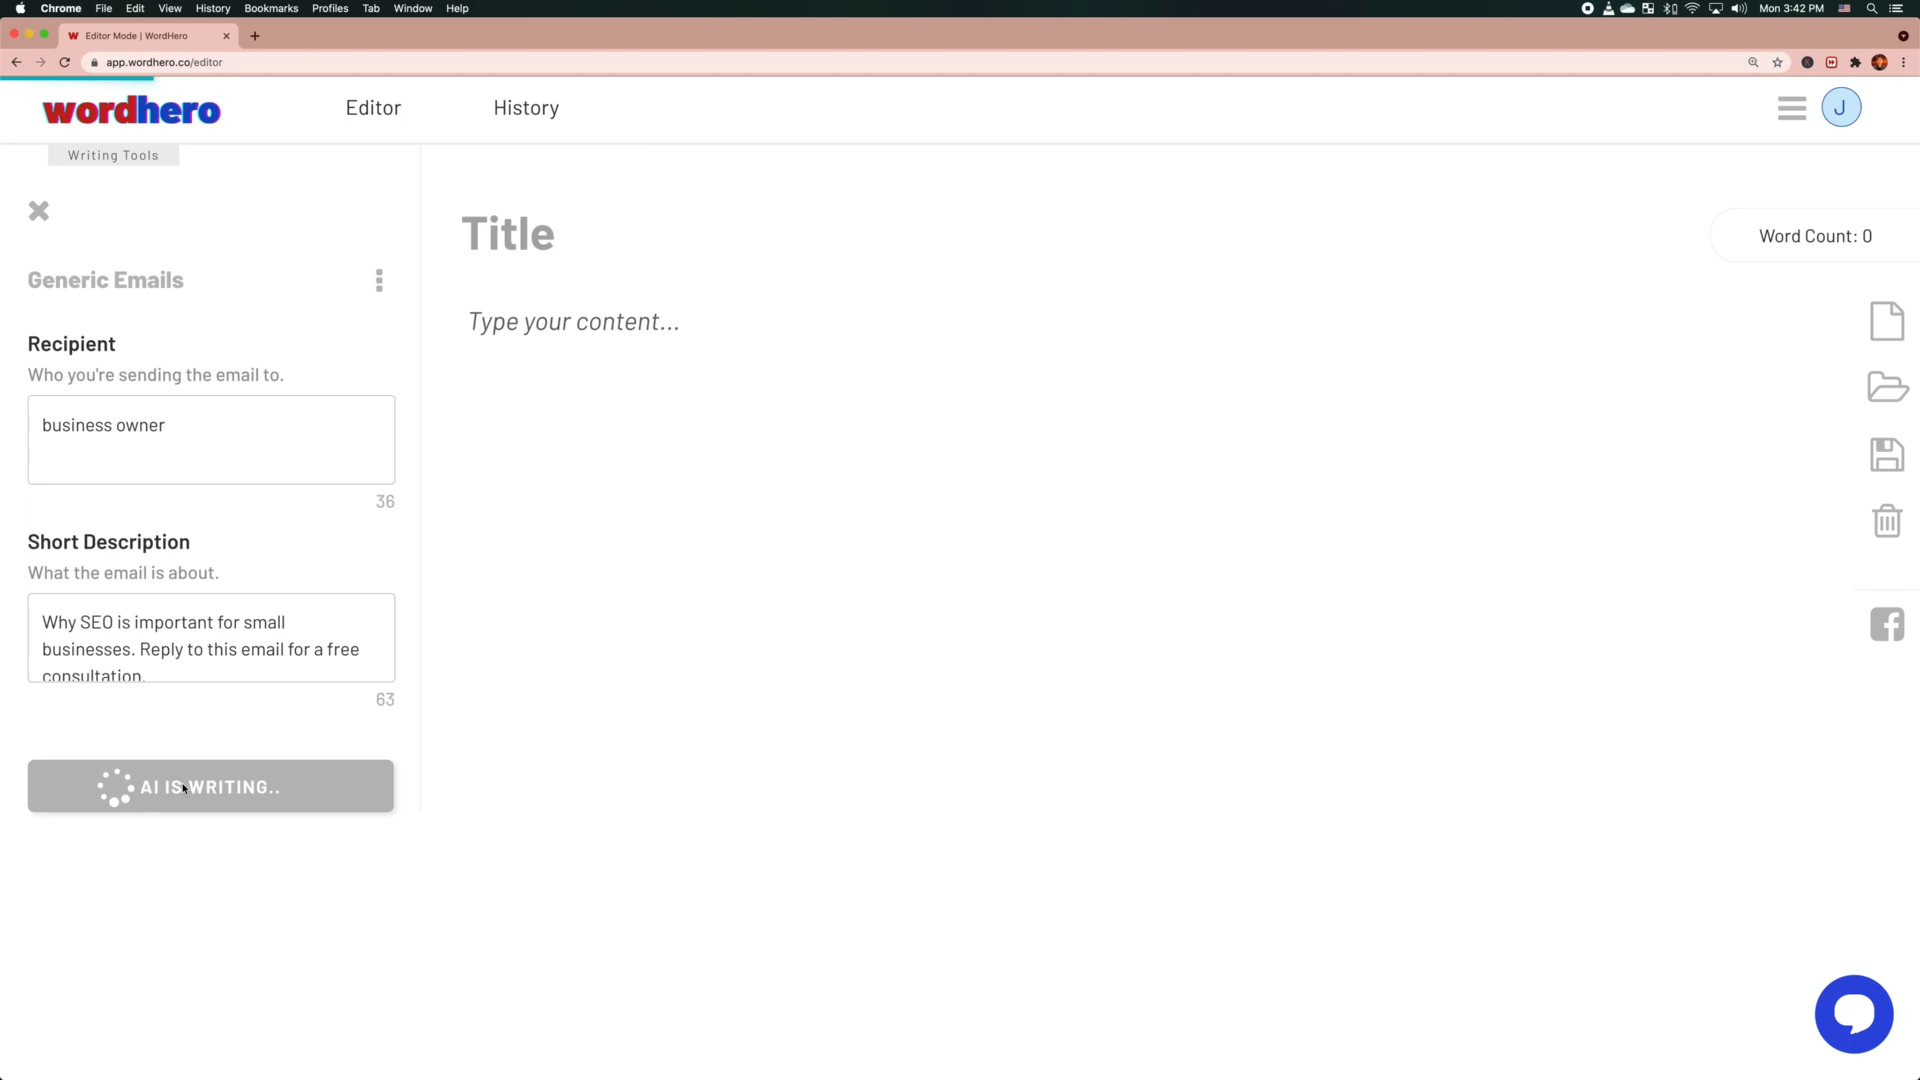 Chrome File Edit View History Bookmarks Profiles Tab Window Help
Mon 3:42 PM
W Editor Mode | WordHero
app.wordhero.co/editor
wordhero
Editor
History
J
Writing Tools
Title
Word Count: 0
Generic Emails
Type your content...
Recipient
Who you're sending the email to.
business owner
36
Short Description
What the email is about.
Why SEO is important for small
businesses. Reply to this email for a free
consultation.
63
AI IS WRITING..